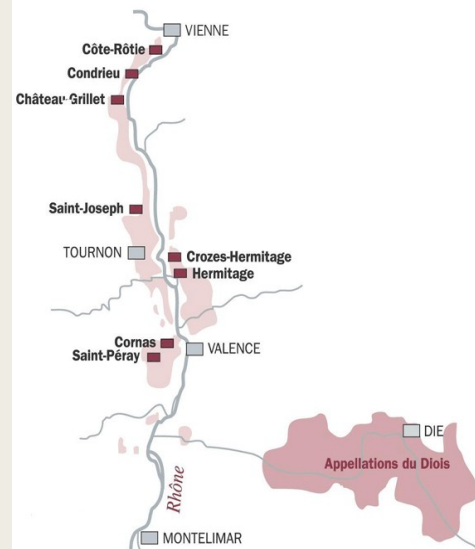 VIENNE
Côte-Rôtie
Condrieu
Château Grillet
Saint-Joseph
TOURNON
Crozes-Hermitage
Hermitage
Cornas
Saint-Péray
VALENCE
DIE
Appellations du Diois
Rhône
MONTELIMAR